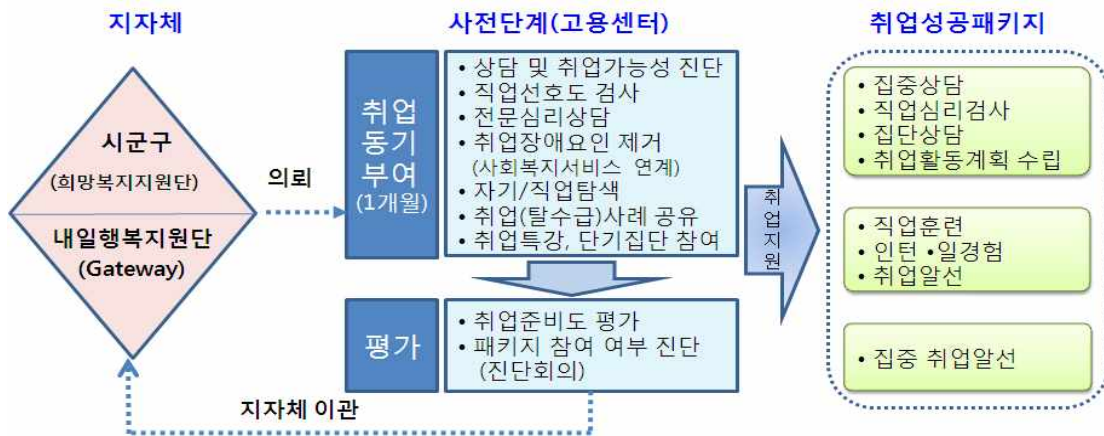 지자체
시군구
(희망복지지원단)
내일행복지원단
(Gateway)
의뢰
사전단계(고용센터)
취업
동기
부여
(1개월)
• 상담 및 취업가능성 진단
• 직업선호도 검사
• 전문심리상담
• 취업장애요인 제거
(사회복지서비스 연계)
• 자기/직업탐색
• 취업(탈수급)사례 공유
• 취업특강, 단기집단 참여
평가
• 취업준비도 평가
• 패키지 참여 여부 진단
(진단회의)
지자체 이관
취업지원
취업성공패키지
• 집중상담
• 직업심리검사
• 집단상담
• 취업활동계획 수립
• 직업훈련
• 인턴 •일경험
• 취업알선
• 집중 취업알선